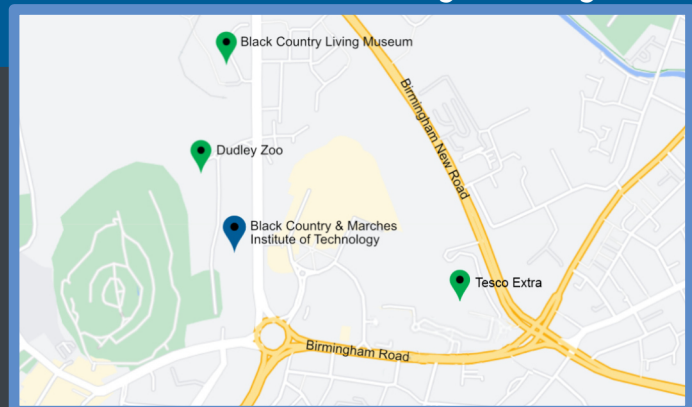 Black Country Living Museum
Birmingham New Road
Dudley Zoo
Black Country & Marches
Institute of Technology
Tesco Extra
Birmingham Road